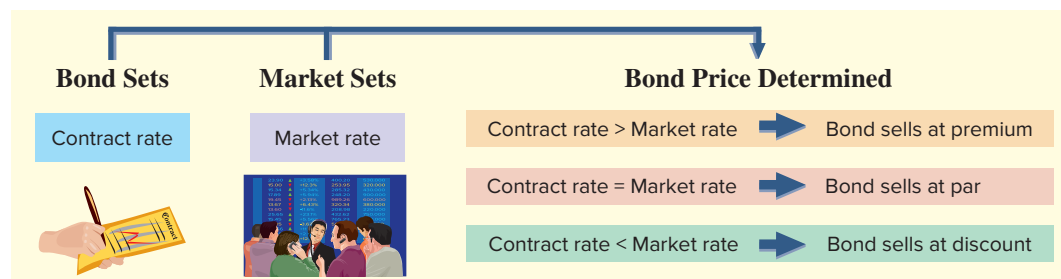 Bond Sets
Market Sets
Bond Price Determined
Contract rate
Market rate
Contract rate > Market rate
Bond sells at premium
Contract rate = Market rate
Bond sells at par
Contract rate < Market rate
Bond sells at discount
Contract